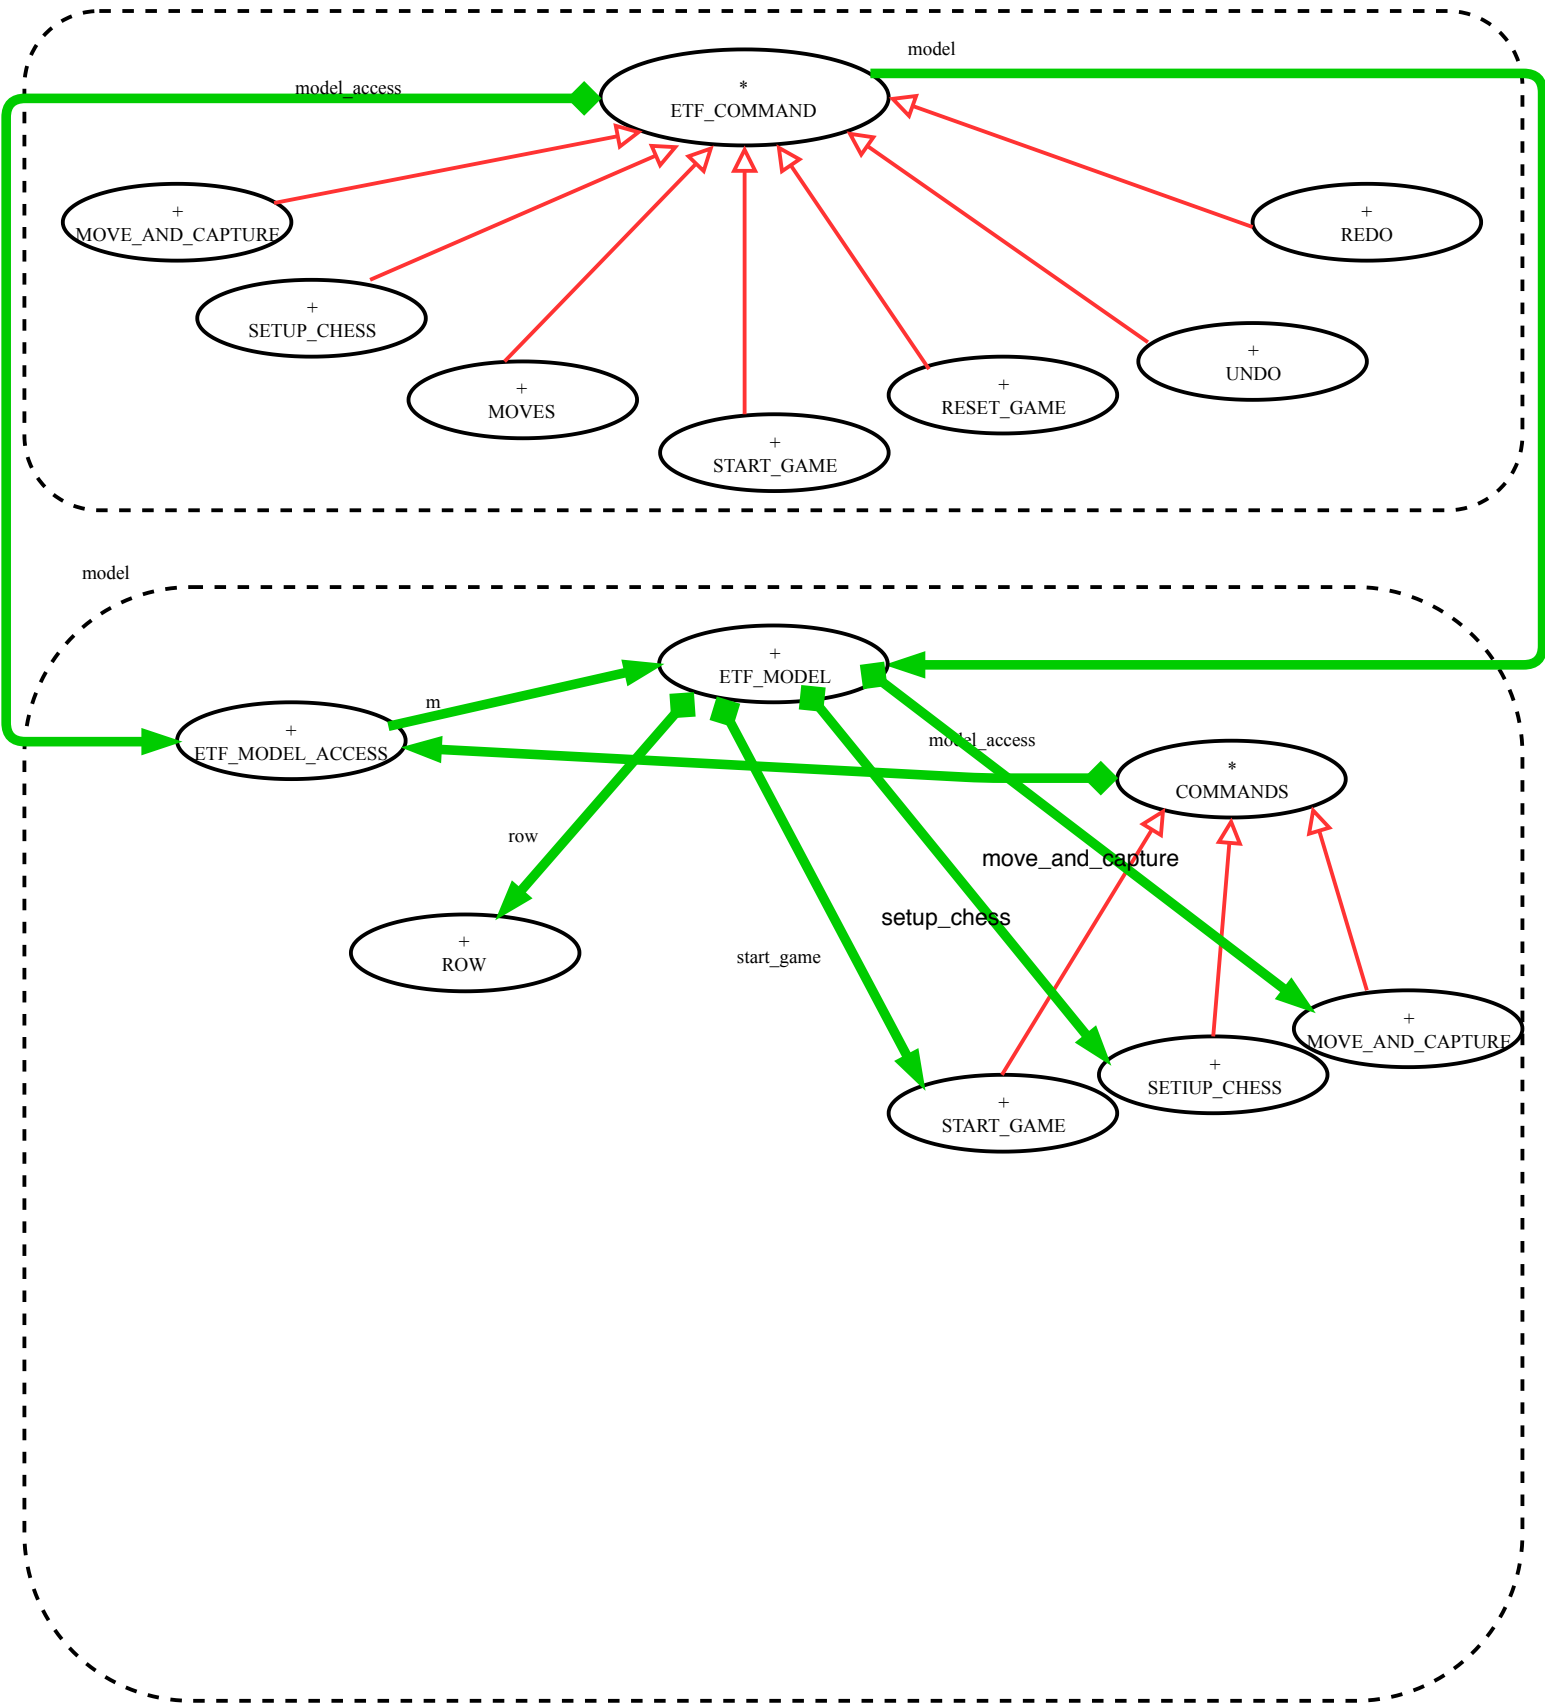 model
model_access
*
ETF_COMMAND
+
MOVE_AND_CAPTURE
+
REDO
+
SETUP_CHESS
+
UNDO
+
MOVES
+
RESET_GAME
+
START_GAME
model
+
ETF_MODEL
m
+
ETF_MODEL_ACCESS
model_access
*
COMMANDS
row
move_and_capture
setup_chess
start_game
+
ROW
+
MOVE_AND_CAPTURE
+
SETIUP_CHESS
+
START_GAME